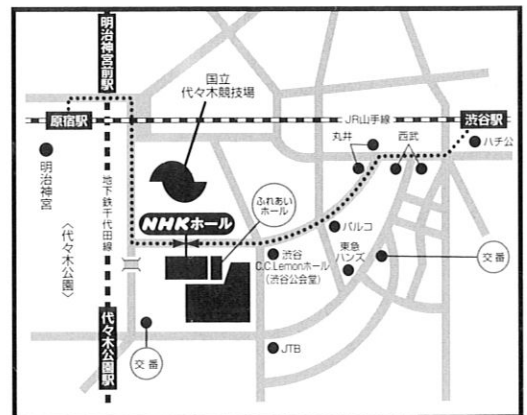 明治神宮前駅
国立
代々木競技場
原宿駅
JR山手線
渋谷駅
丸井
西武
ハチ公
明治神宮
地下鉄千代田線
〈代々木公園〉
ふれあい
ホール
NHKホール
パルコ
渋谷
C.C.Lemonホール
(渋谷公会堂)
東急
ハンズ
交番
代々木公園駅
交番
JTB